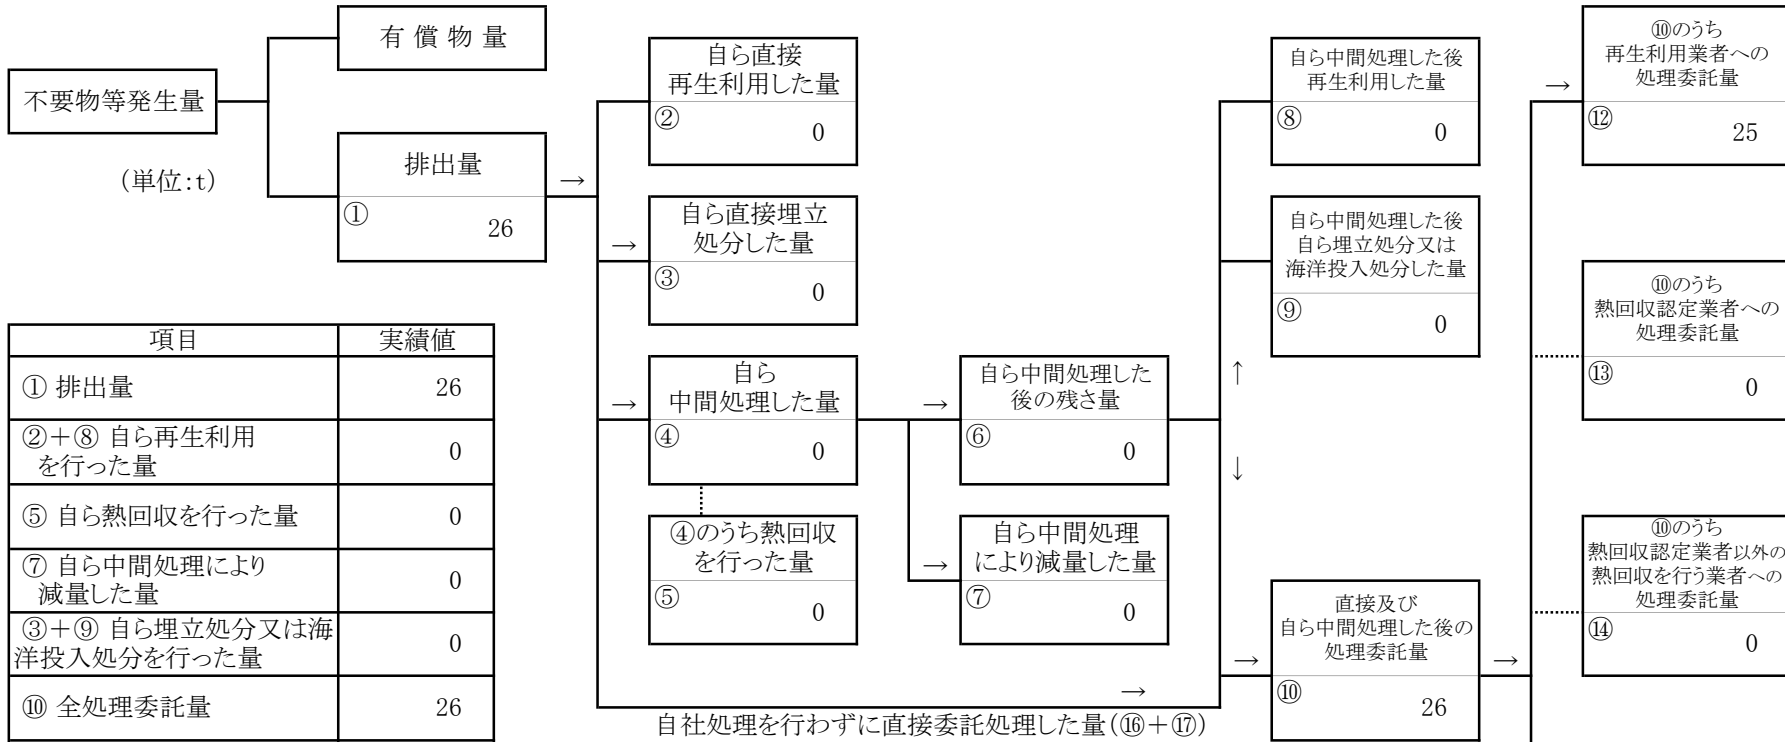 不要物等発生量
(単位:t)
有 償 物 量
排出量
①
26
→
自ら直接
再生利用した量
②
0
→
自ら直接埋立
処分した量
③
0
→
自ら
中間処理した量
④
0
④のうち熱回収
を行った量
⑤
0
→
自ら中間処理した
後の残さ量
⑥
0
→
自ら中間処理
により減量した量
⑦
0
自ら中間処理した後
再生利用した量
⑧
0
自ら中間処理した後
自ら埋立処分又は
海洋投入処分した量
⑨
0
↑
↓
→
自社処理を行わずに直接委託処理した量(⑯+⑰)
→
直接及び
自ら中間処理した後の
処理委託量
⑩
26
→
→
⑩のうち
再生利用業者への
処理委託量
⑫
25
⑩のうち
熱回収認定業者への
処理委託量
⑬
0
⑩のうち
熱回収認定業者以外の
熱回収を行う業者への
処理委託量
⑭
0
項目 実績値
① 排出量 26
②+⑧ 自ら再生利用
を行った量 0
⑤ 自ら熱回収を行った量 0
⑦ 自ら中間処理により
減量した量 0
③+⑨ 自ら埋立処分又は海
洋投入処分を行った量 0
⑩ 全処理委託量 26